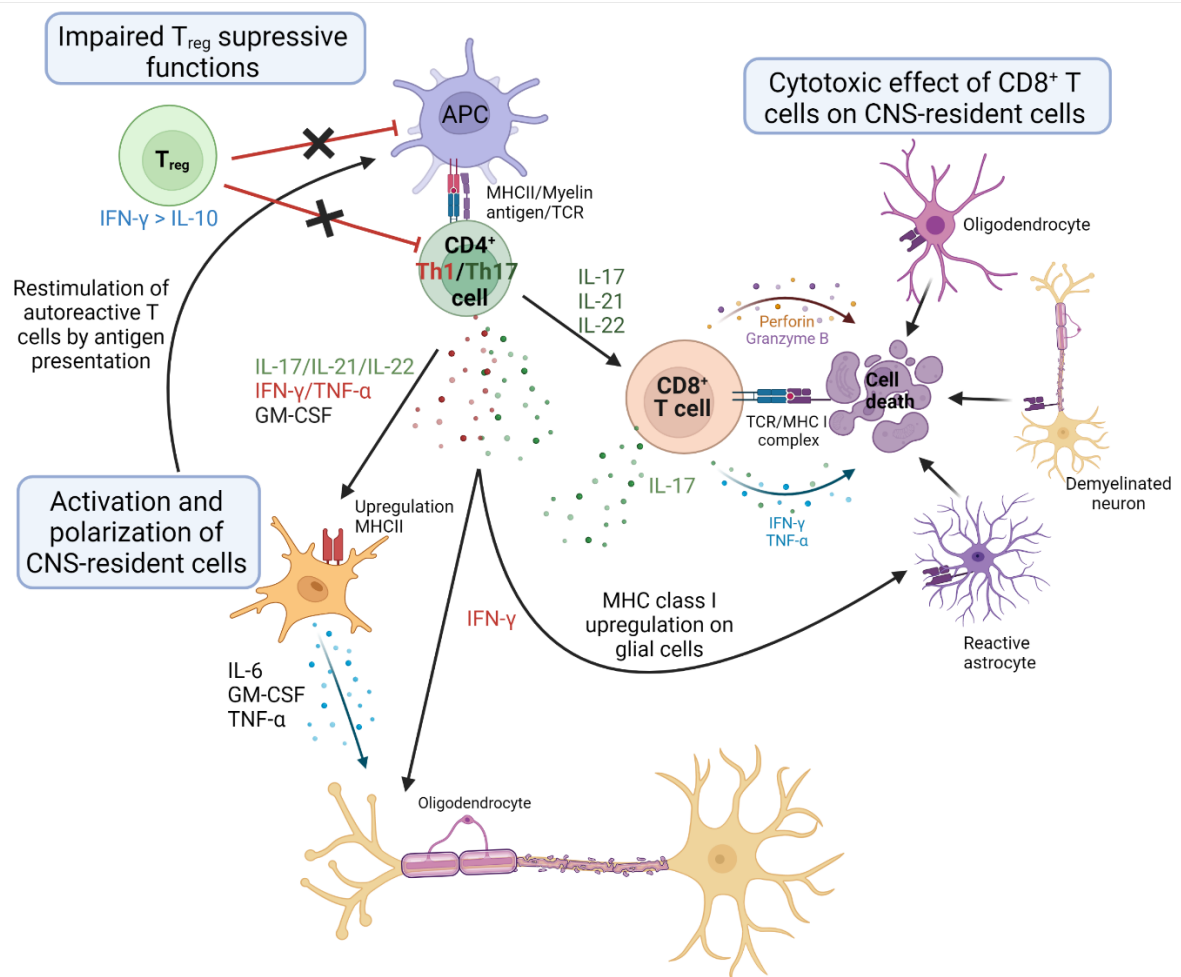 Impaired Treg supressive
functions
APC
Cytotoxic effect of CD8+ T
cells on CNS-resident cells
Treg
IFN-γ > IL-10
MHCII/Myelin
antigen/TCR
Oligodendrocyte
CD4+
Th1/Th17
cell
Restimulation of
autoreactive T
cells by antigen
presentation
IL-17
IL-21
IL-22
Perforin
Granzyme B
IL-17/IL-21/IL-22
IFN-γ/TNF-α
GM-CSF
CD8+
T cell
Cell
death
TCR/MHC I
complex
IL-17
IFN-γ
TNF-α
Demyelinated
neuron
Activation and
polarization of
CNS-resident cells
Upregulation
MHCII
IFN-γ
MHC class I
upregulation on
glial cells
Reactive
astrocyte
IL-6
GM-CSF
TNF-α
Oligodendrocyte